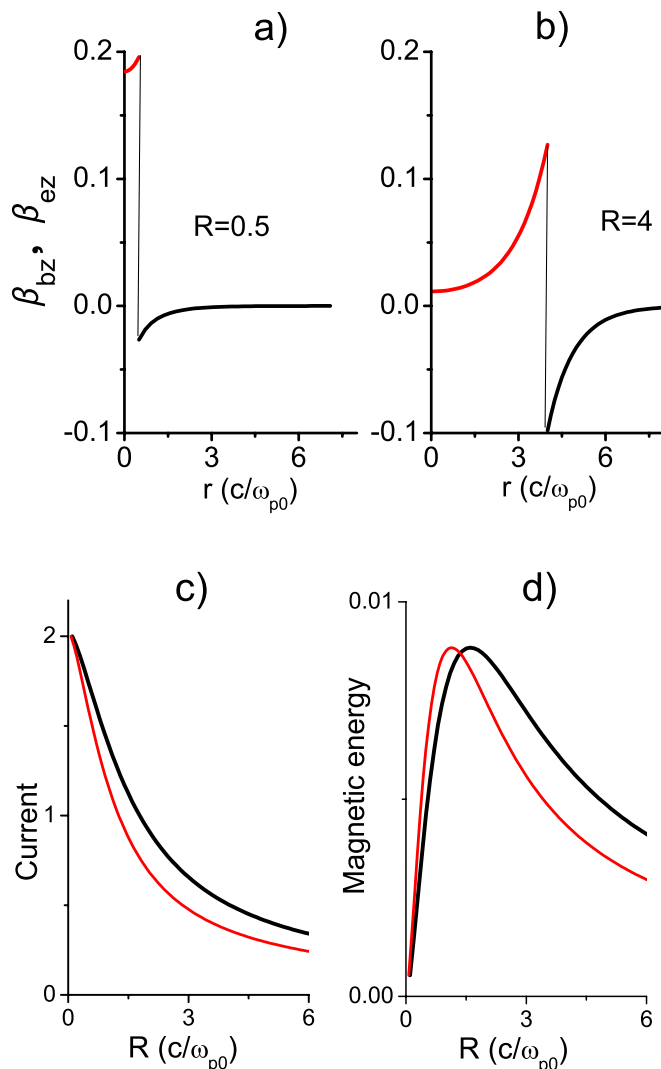 a)
b)
0.2
0.2
0.1
0.1
0.0
0.0
-0.1
-0.1
β_bz, β_ez
R=0.5
R=4
0
3
6
0
3
6
r (c/ω_p0)
r (c/ω_p0)
c)
d)
2
1
0
Current
0.01
0.00
Magnetic energy
0
3
6
0
3
6
R (c/ω_p0)
R (c/ω_p0)